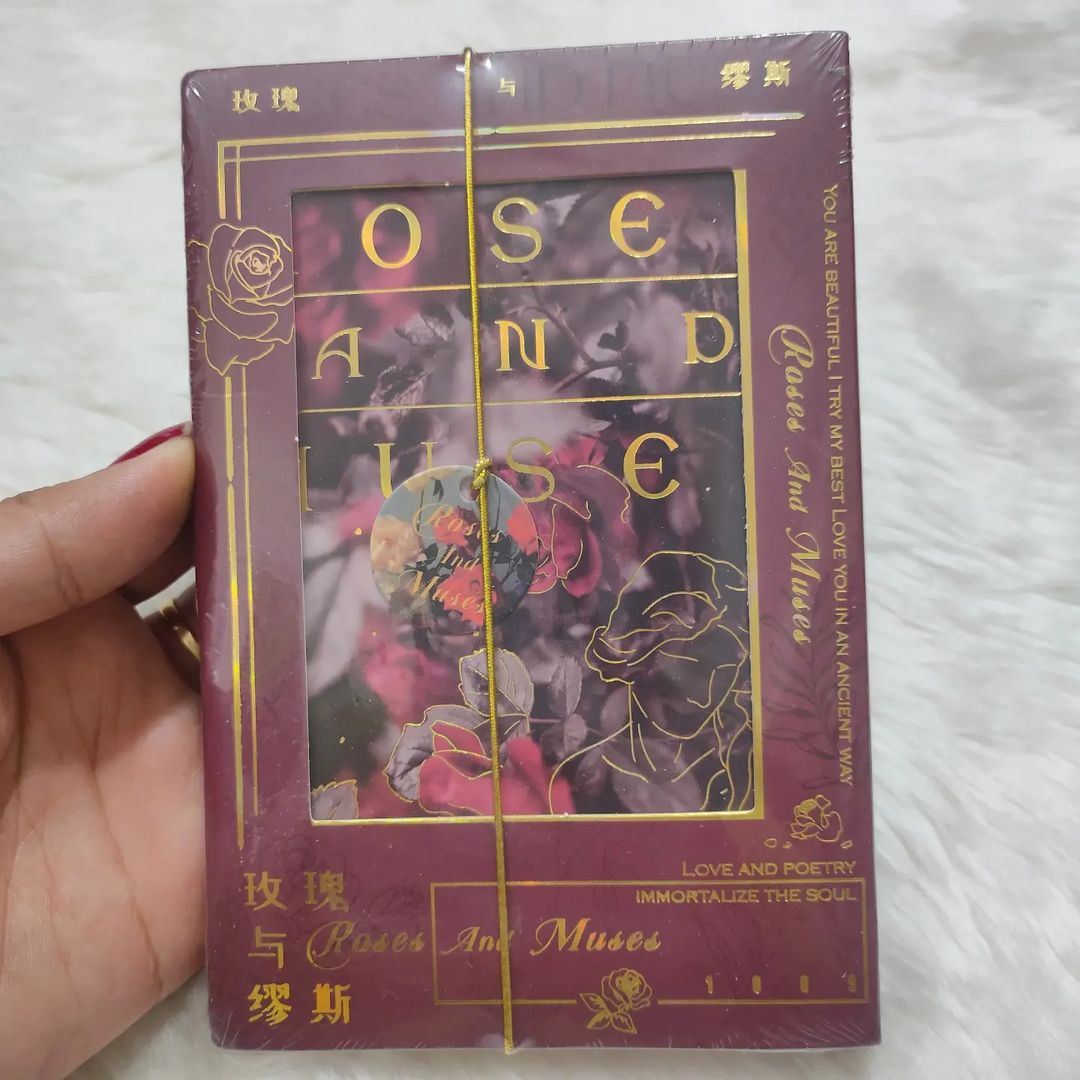 玫瑰 与 缪斯
OSE
AND
USE
Roses
And
Muses
YOU ARE BEAUTIFUL I TRY MY BEST LOVE YOU IN AN ANCIENT WAY
Roses And Muses
LOVE AND POETRY
IMMORTALIZE THE SOUL
玫瑰
与
缪斯
Roses And Muses